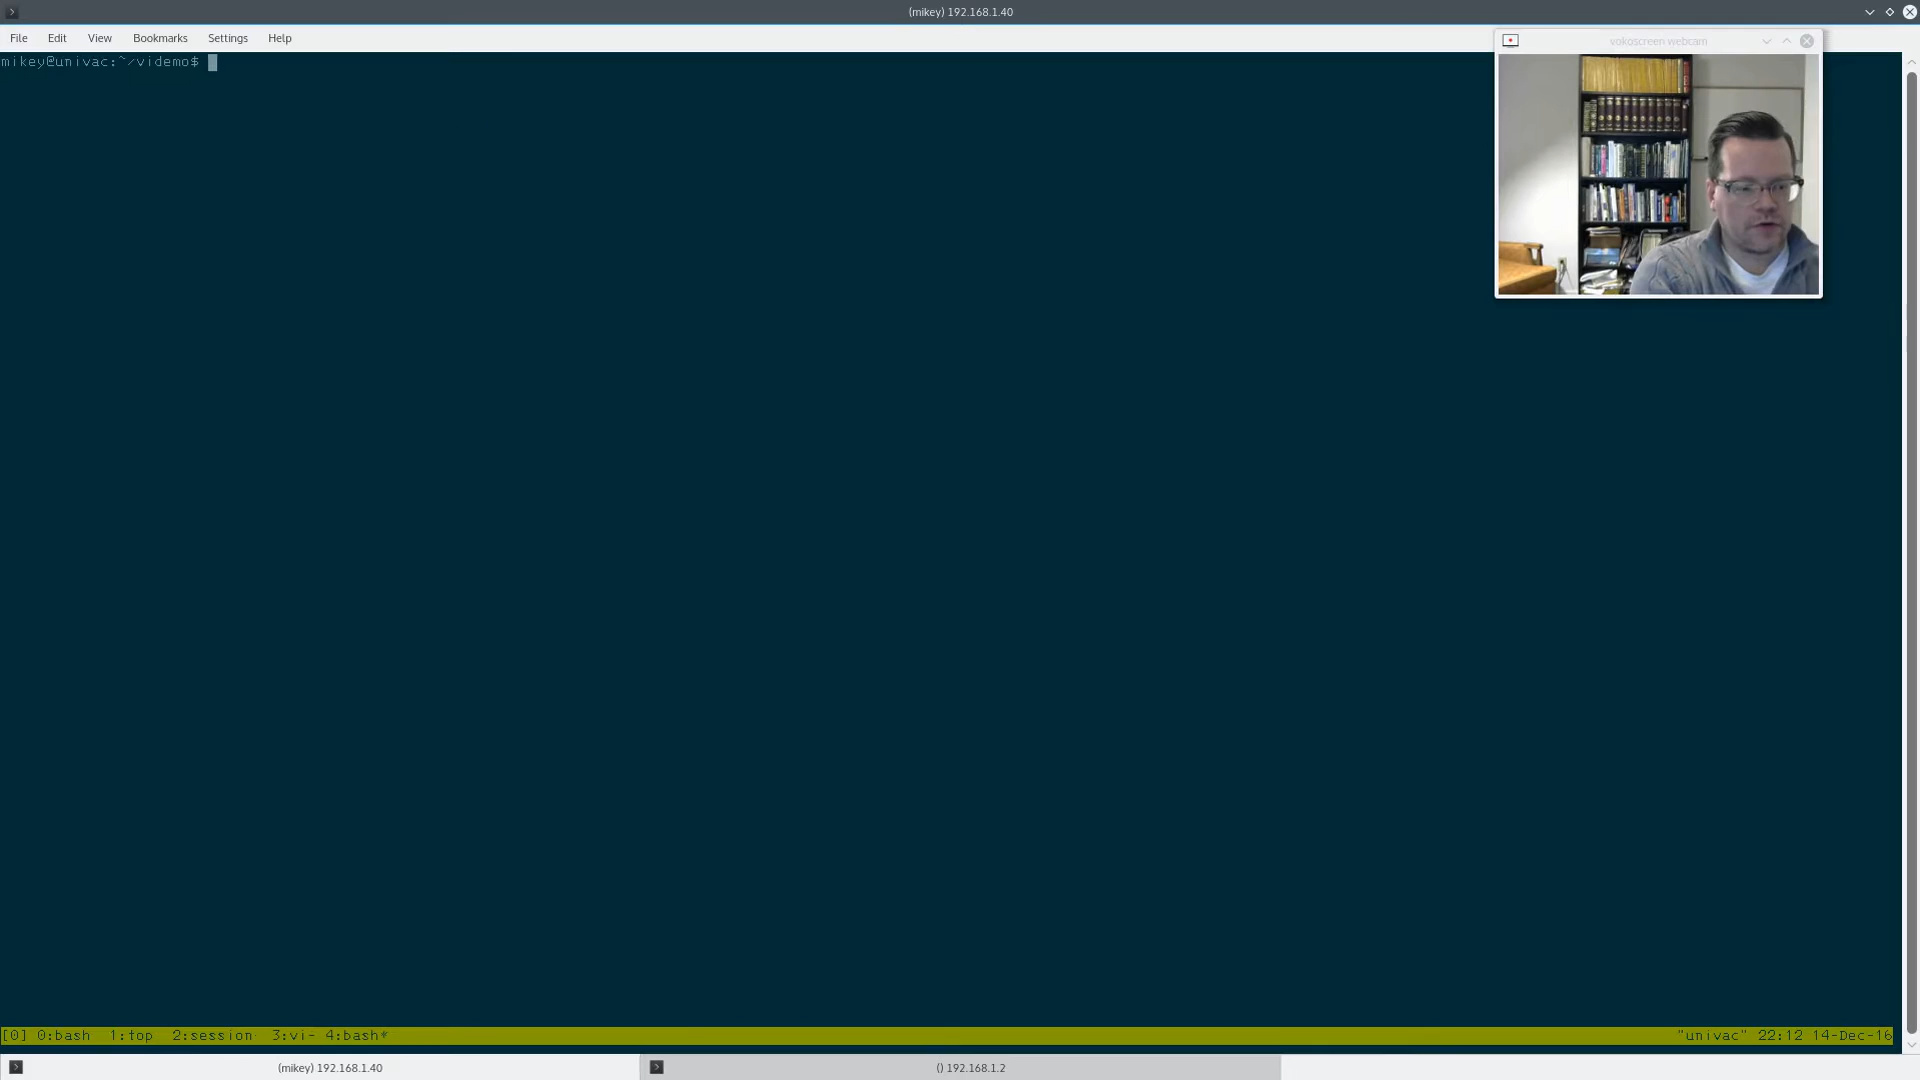 (mikey) 192.168.1.40
File Edit View Bookmarks Settings Help
vokoscreen webcam
mikey@univac:~/videmo$
[0] 0:bash 1:top 2:session 3:vi- 4:bash* "univac" 22:12 14-Dec-16
(mikey) 192.168.1.40 () 192.168.1.2